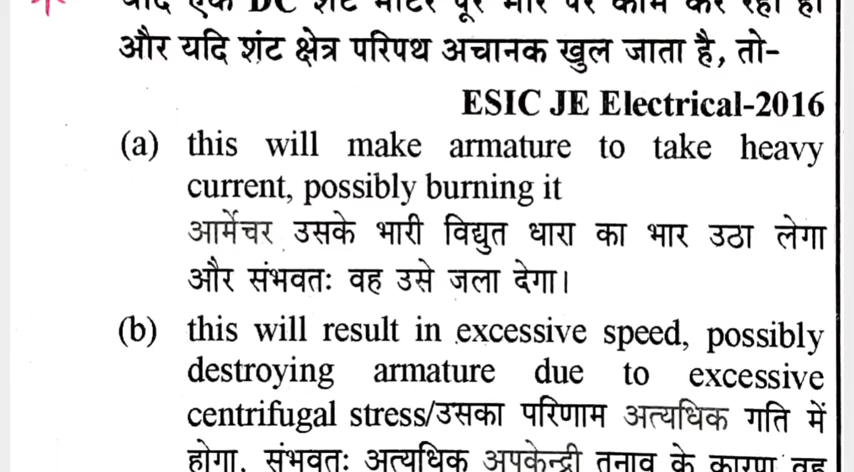 यदि एक DC शंट मोटर पूर्ण भार पर काम कर रहा हो
और यदि शंट क्षेत्र परिपथ अचानक खुल जाता है, तो-
ESIC JE Electrical-2016
(a) this will make armature to take heavy
current, possibly burning it
आर्मेचर उसके भारी विद्युत धारा का भार उठा लेगा
और संभवतः वह उसे जला देगा।
(b) this will result in excessive speed, possibly
destroying armature due to excessive
centrifugal stress/उसका परिणाम अत्यधिक गति में
होगा, संभवतः अत्यधिक अपकेन्द्री तनाव के कारण वह